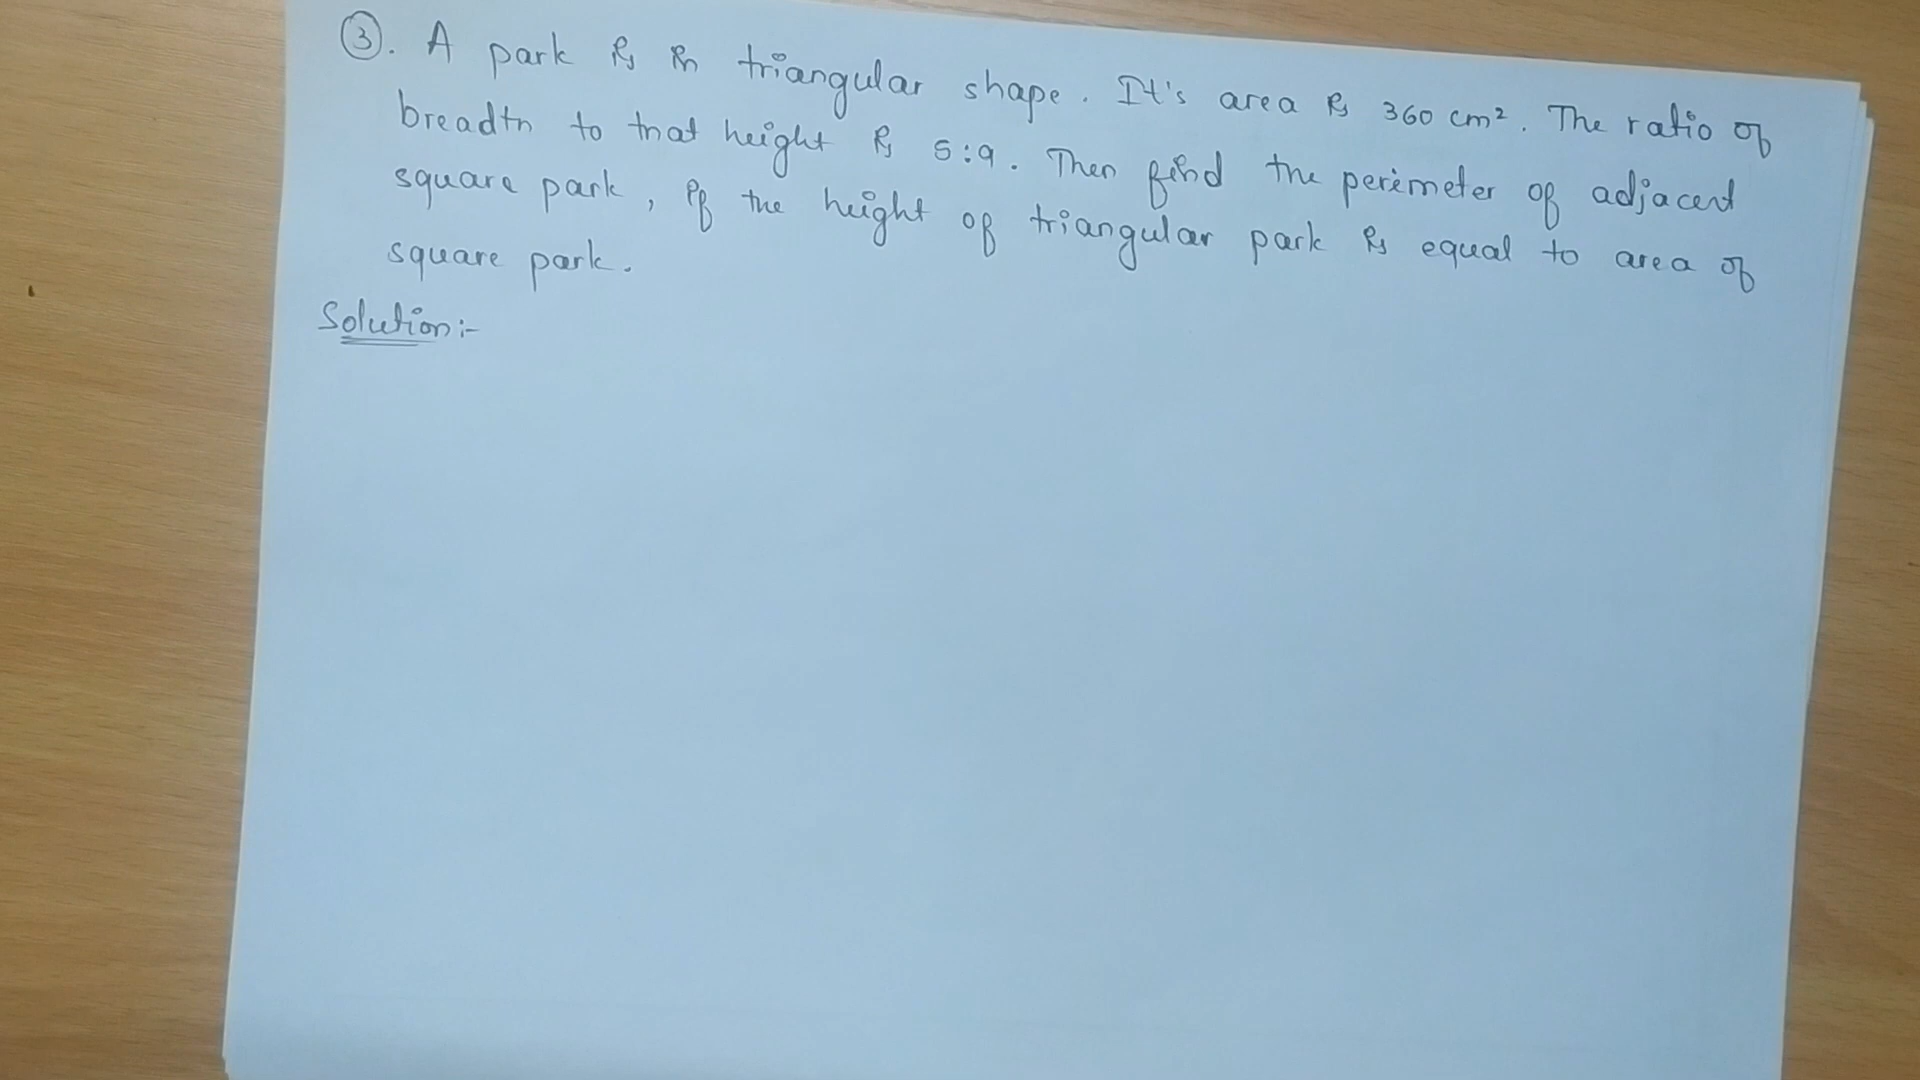 3. A park is in triangular shape. It's area is 360 cm². The ratio of
breadth to that height is 5:9. Then find the perimeter of adjacent
square park, if the height of triangular park is equal to area of
square park.
Solution:-